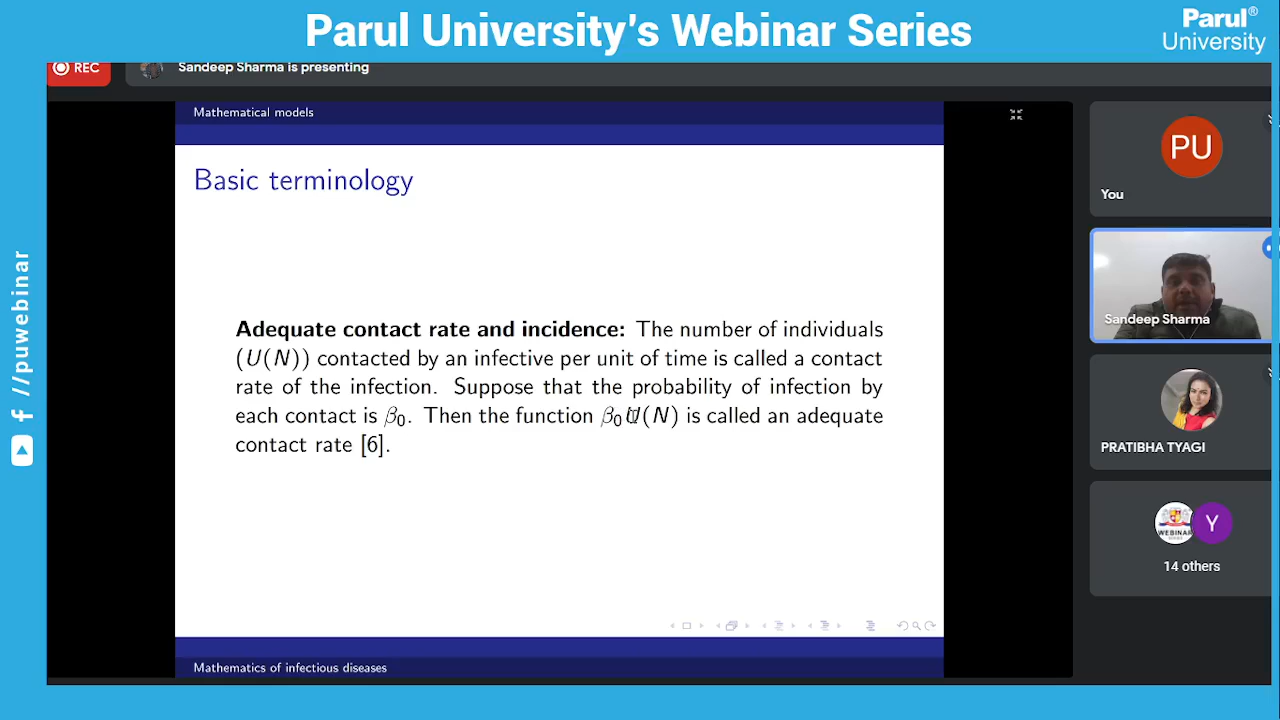 Parul University's Webinar Series
Parul®
University
REC
Sandeep Sharma is presenting
Mathematical models
Basic terminology
Adequate contact rate and incidence: The number of individuals
(U(N)) contacted by an infective per unit of time is called a contact
rate of the infection. Suppose that the probability of infection by
each contact is β₀. Then the function β₀U(N) is called an adequate
contact rate [6].
Mathematics of infectious diseases
PU
You
Sandeep Sharma
PRATIBHA TYAGI
WEBINAR
Y
14 others
//puwebinar